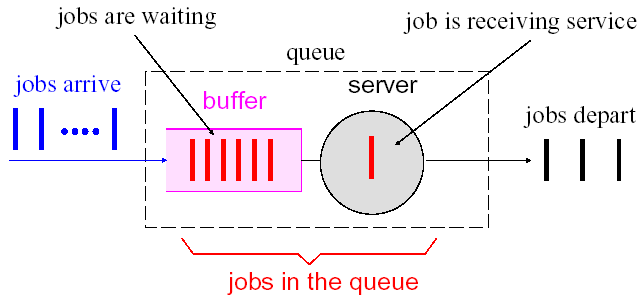 jobs are waiting
job is receiving service
queue
jobs arrive
buffer
server
jobs depart
jobs in the queue